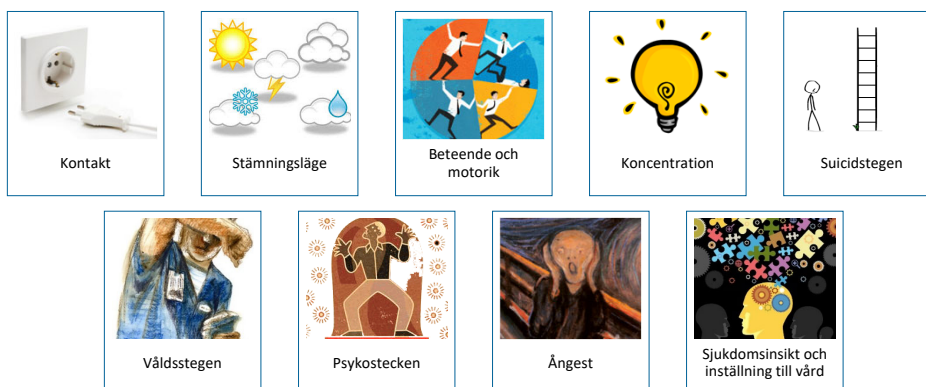 Kontakt
Stämningsläge
Beteende och
motorik
Koncentration
Suicidstegen
Våldsstegen
Psykostecken
Ångest
Sjukdomsinsikt och
inställning till vård